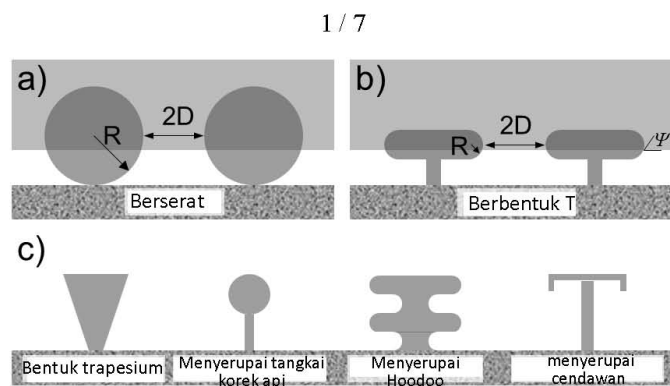 1 / 7
a)
b)
2D
2D
R
R
Ψ
Berserat
Berbentuk T
c)
Bentuk trapesium
Menyerupai tangkai
korek api
Menyerupai
Hoodoo
menyerupai
cendawan